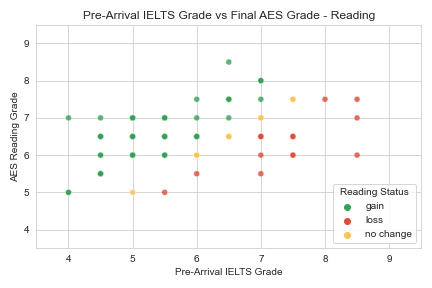 Pre-Arrival IELTS Grade vs Final AES Grade - Reading
9
8
7
6
5
4
AES Reading Grade
4 5 6 7 8 9
Pre-Arrival IELTS Grade
Reading Status
gain
loss
no change